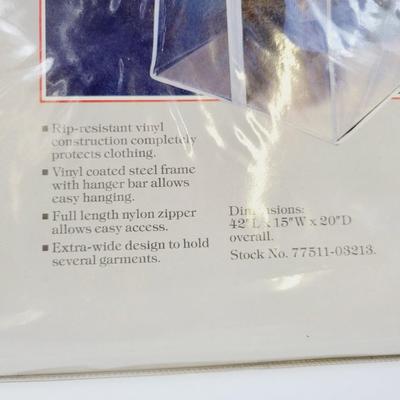 ▪ Rip-resistant vinyl
construction completely
protects clothing.
▪ Vinyl coated steel frame
with hanger bar allows
easy hanging.
▪ Full length nylon zipper
allows easy access.
▪ Extra-wide design to hold
several garments.
Dimensions:
42"L x 15"W x 20"D
overall.
Stock No. 77511-03213.